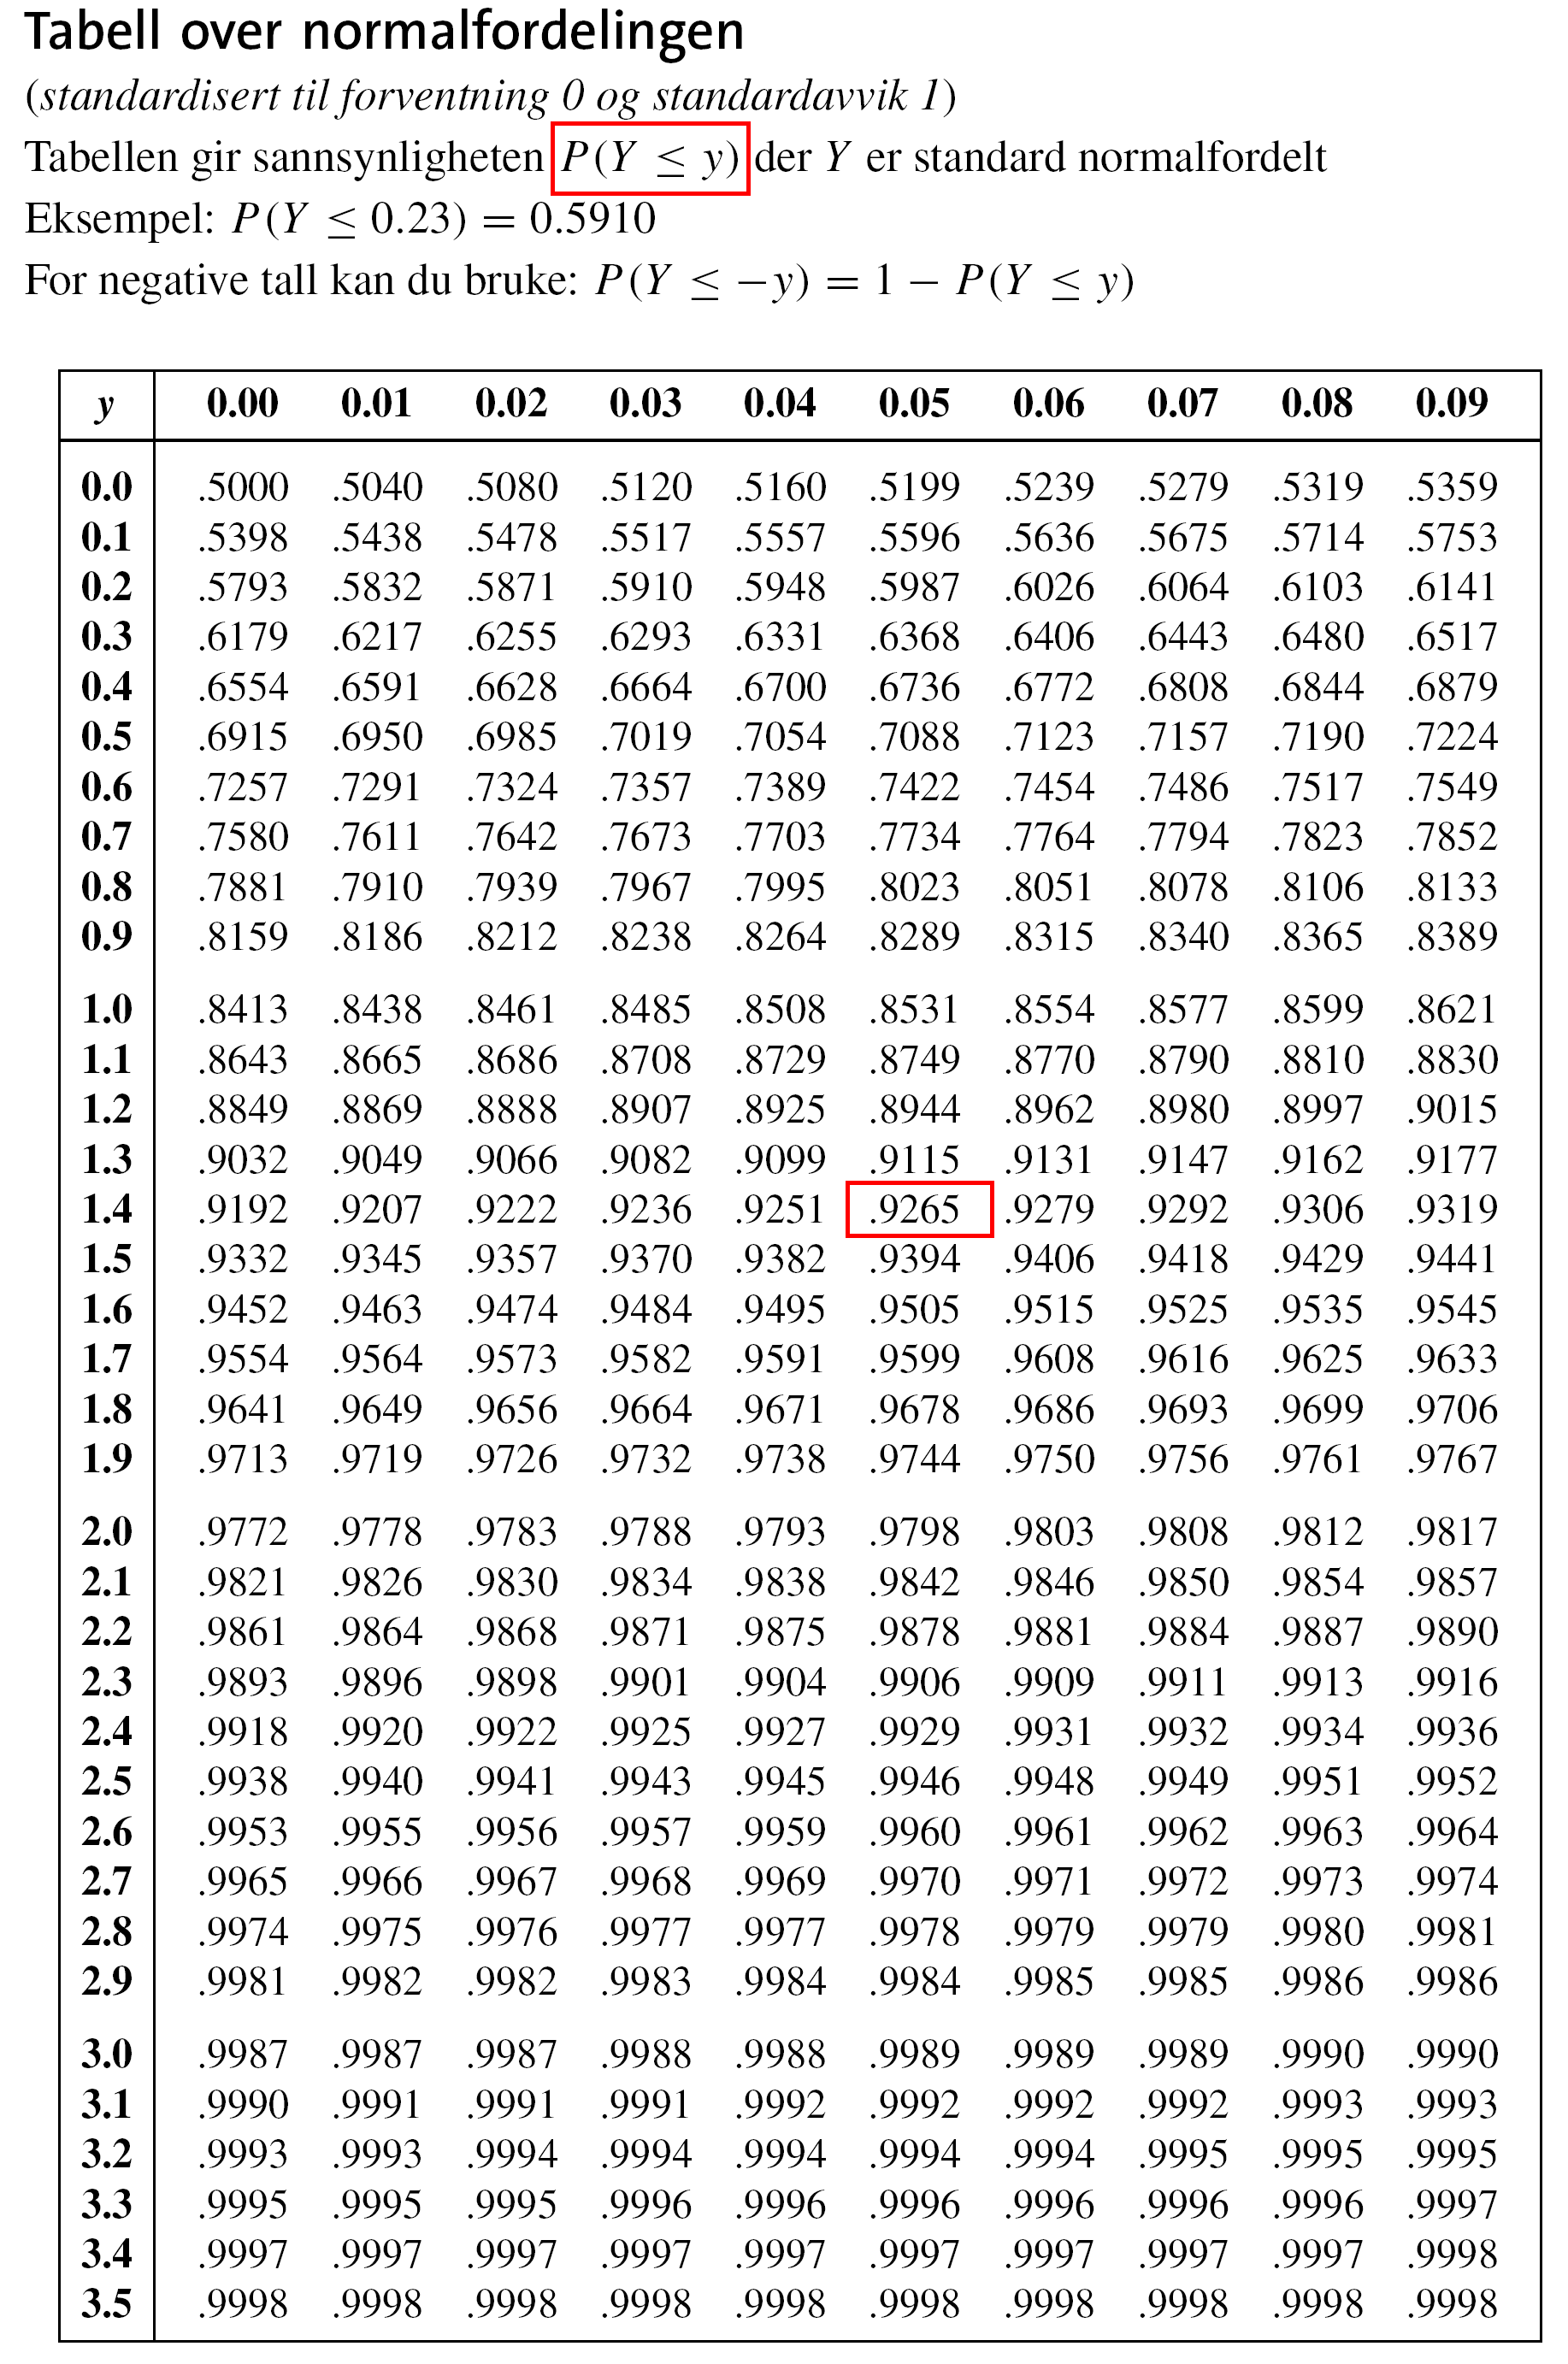 Tabell over normalfordelingen
(standardisert til forventning 0 og standardavvik 1)
Tabellen gir sannsynligheten P(Y ≤ y) der Y er standard normalfordelt
Eksempel: P(Y ≤ 0.23) = 0.5910
For negative tall kan du bruke: P(Y ≤ −y) = 1 − P(Y ≤ y)
y 0.00 0.01 0.02 0.03 0.04 0.05 0.06 0.07 0.08 0.09
0.0 .5000 .5040 .5080 .5120 .5160 .5199 .5239 .5279 .5319 .5359
0.1 .5398 .5438 .5478 .5517 .5557 .5596 .5636 .5675 .5714 .5753
0.2 .5793 .5832 .5871 .5910 .5948 .5987 .6026 .6064 .6103 .6141
0.3 .6179 .6217 .6255 .6293 .6331 .6368 .6406 .6443 .6480 .6517
0.4 .6554 .6591 .6628 .6664 .6700 .6736 .6772 .6808 .6844 .6879
0.5 .6915 .6950 .6985 .7019 .7054 .7088 .7123 .7157 .7190 .7224
0.6 .7257 .7291 .7324 .7357 .7389 .7422 .7454 .7486 .7517 .7549
0.7 .7580 .7611 .7642 .7673 .7703 .7734 .7764 .7794 .7823 .7852
0.8 .7881 .7910 .7939 .7967 .7995 .8023 .8051 .8078 .8106 .8133
0.9 .8159 .8186 .8212 .8238 .8264 .8289 .8315 .8340 .8365 .8389
1.0 .8413 .8438 .8461 .8485 .8508 .8531 .8554 .8577 .8599 .8621
1.1 .8643 .8665 .8686 .8708 .8729 .8749 .8770 .8790 .8810 .8830
1.2 .8849 .8869 .8888 .8907 .8925 .8944 .8962 .8980 .8997 .9015
1.3 .9032 .9049 .9066 .9082 .9099 .9115 .9131 .9147 .9162 .9177
1.4 .9192 .9207 .9222 .9236 .9251 .9265 .9279 .9292 .9306 .9319
1.5 .9332 .9345 .9357 .9370 .9382 .9394 .9406 .9418 .9429 .9441
1.6 .9452 .9463 .9474 .9484 .9495 .9505 .9515 .9525 .9535 .9545
1.7 .9554 .9564 .9573 .9582 .9591 .9599 .9608 .9616 .9625 .9633
1.8 .9641 .9649 .9656 .9664 .9671 .9678 .9686 .9693 .9699 .9706
1.9 .9713 .9719 .9726 .9732 .9738 .9744 .9750 .9756 .9761 .9767
2.0 .9772 .9778 .9783 .9788 .9793 .9798 .9803 .9808 .9812 .9817
2.1 .9821 .9826 .9830 .9834 .9838 .9842 .9846 .9850 .9854 .9857
2.2 .9861 .9864 .9868 .9871 .9875 .9878 .9881 .9884 .9887 .9890
2.3 .9893 .9896 .9898 .9901 .9904 .9906 .9909 .9911 .9913 .9916
2.4 .9918 .9920 .9922 .9925 .9927 .9929 .9931 .9932 .9934 .9936
2.5 .9938 .9940 .9941 .9943 .9945 .9946 .9948 .9949 .9951 .9952
2.6 .9953 .9955 .9956 .9957 .9959 .9960 .9961 .9962 .9963 .9964
2.7 .9965 .9966 .9967 .9968 .9969 .9970 .9971 .9972 .9973 .9974
2.8 .9974 .9975 .9976 .9977 .9977 .9978 .9979 .9979 .9980 .9981
2.9 .9981 .9982 .9982 .9983 .9984 .9984 .9985 .9985 .9986 .9986
3.0 .9987 .9987 .9987 .9988 .9988 .9989 .9989 .9989 .9990 .9990
3.1 .9990 .9991 .9991 .9991 .9992 .9992 .9992 .9992 .9993 .9993
3.2 .9993 .9993 .9994 .9994 .9994 .9994 .9994 .9995 .9995 .9995
3.3 .9995 .9995 .9995 .9996 .9996 .9996 .9996 .9996 .9996 .9997
3.4 .9997 .9997 .9997 .9997 .9997 .9997 .9997 .9997 .9997 .9998
3.5 .9998 .9998 .9998 .9998 .9998 .9998 .9998 .9998 .9998 .9998